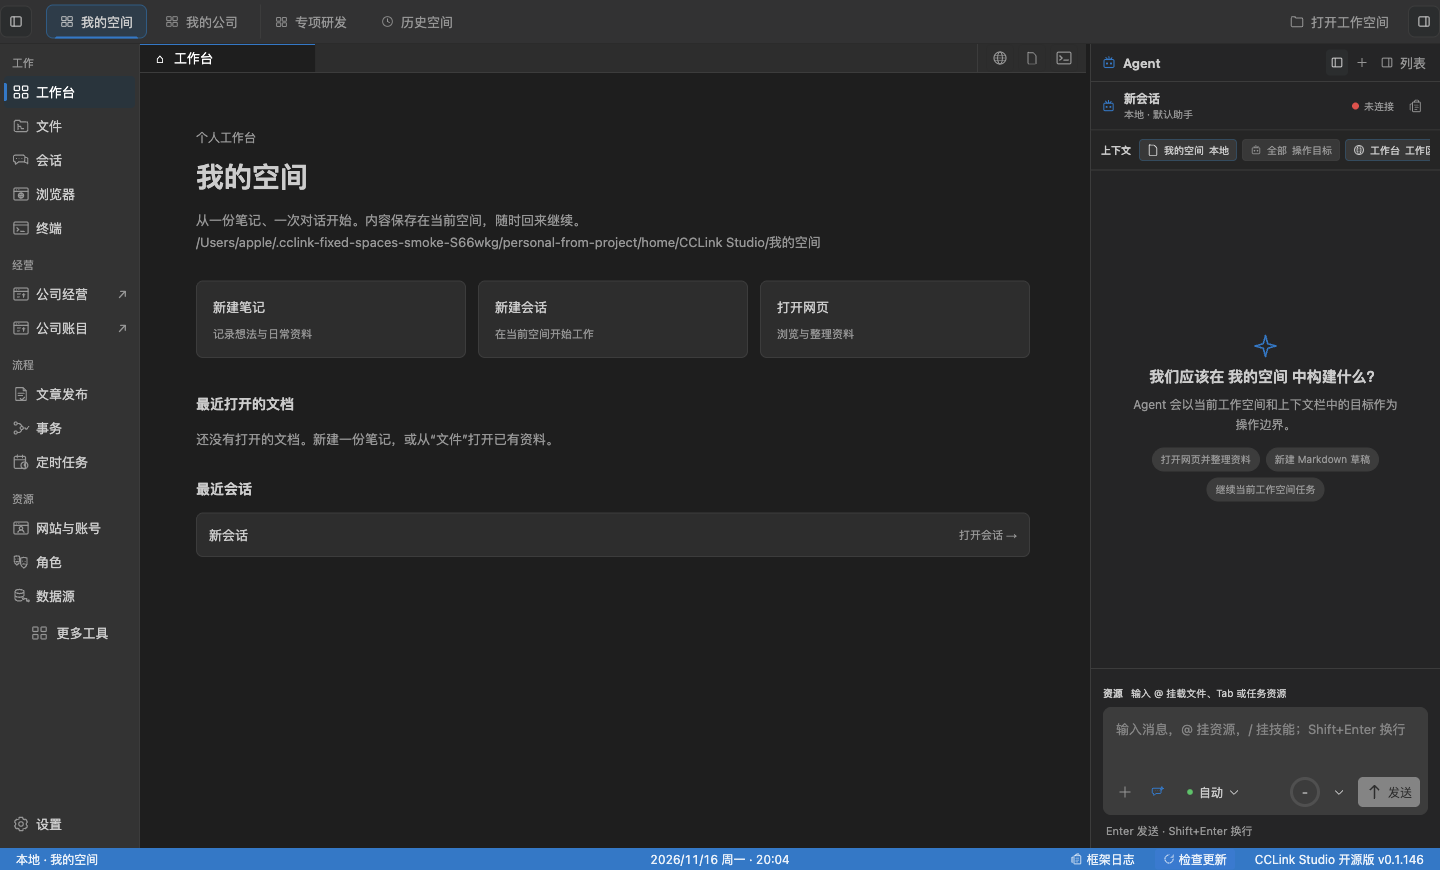 我的空间
我的公司
专项研发
历史空间
打开工作空间
工作
工作台
文件
会话
浏览器
终端
经营
公司经营
公司账目
流程
文章发布
事务
定时任务
资源
网站与账号
角色
数据源
更多工具
设置
工作台
个人工作台
我的空间
从一份笔记、一次对话开始。内容保存在当前空间，随时回来继续。
/Users/apple/.cclink-fixed-spaces-smoke-S66wkg/personal-from-project/home/CCLink Studio/我的空间
新建笔记
记录想法与日常资料
新建会话
在当前空间开始工作
打开网页
浏览与整理资料
最近打开的文档
还没有打开的文档。新建一份笔记，或从“文件”打开已有资料。
最近会话
新会话
打开会话 →
Agent
列表
新会话
本地 · 默认助手
未连接
上下文
我的空间 本地
全部 操作目标
工作台 工作区
我们应该在 我的空间 中构建什么?
Agent 会以当前工作空间和上下文栏中的目标作为
操作边界。
打开网页并整理资料
新建 Markdown 草稿
继续当前工作空间任务
资源 输入 @ 挂载文件、Tab 或任务资源
输入消息，@ 挂资源，/ 挂技能；Shift+Enter 换行
自动
-
发送
Enter 发送 · Shift+Enter 换行
本地 · 我的空间
2026/11/16 周一 · 20:04
框架日志
检查更新
CCLink Studio 开源版 v0.1.146